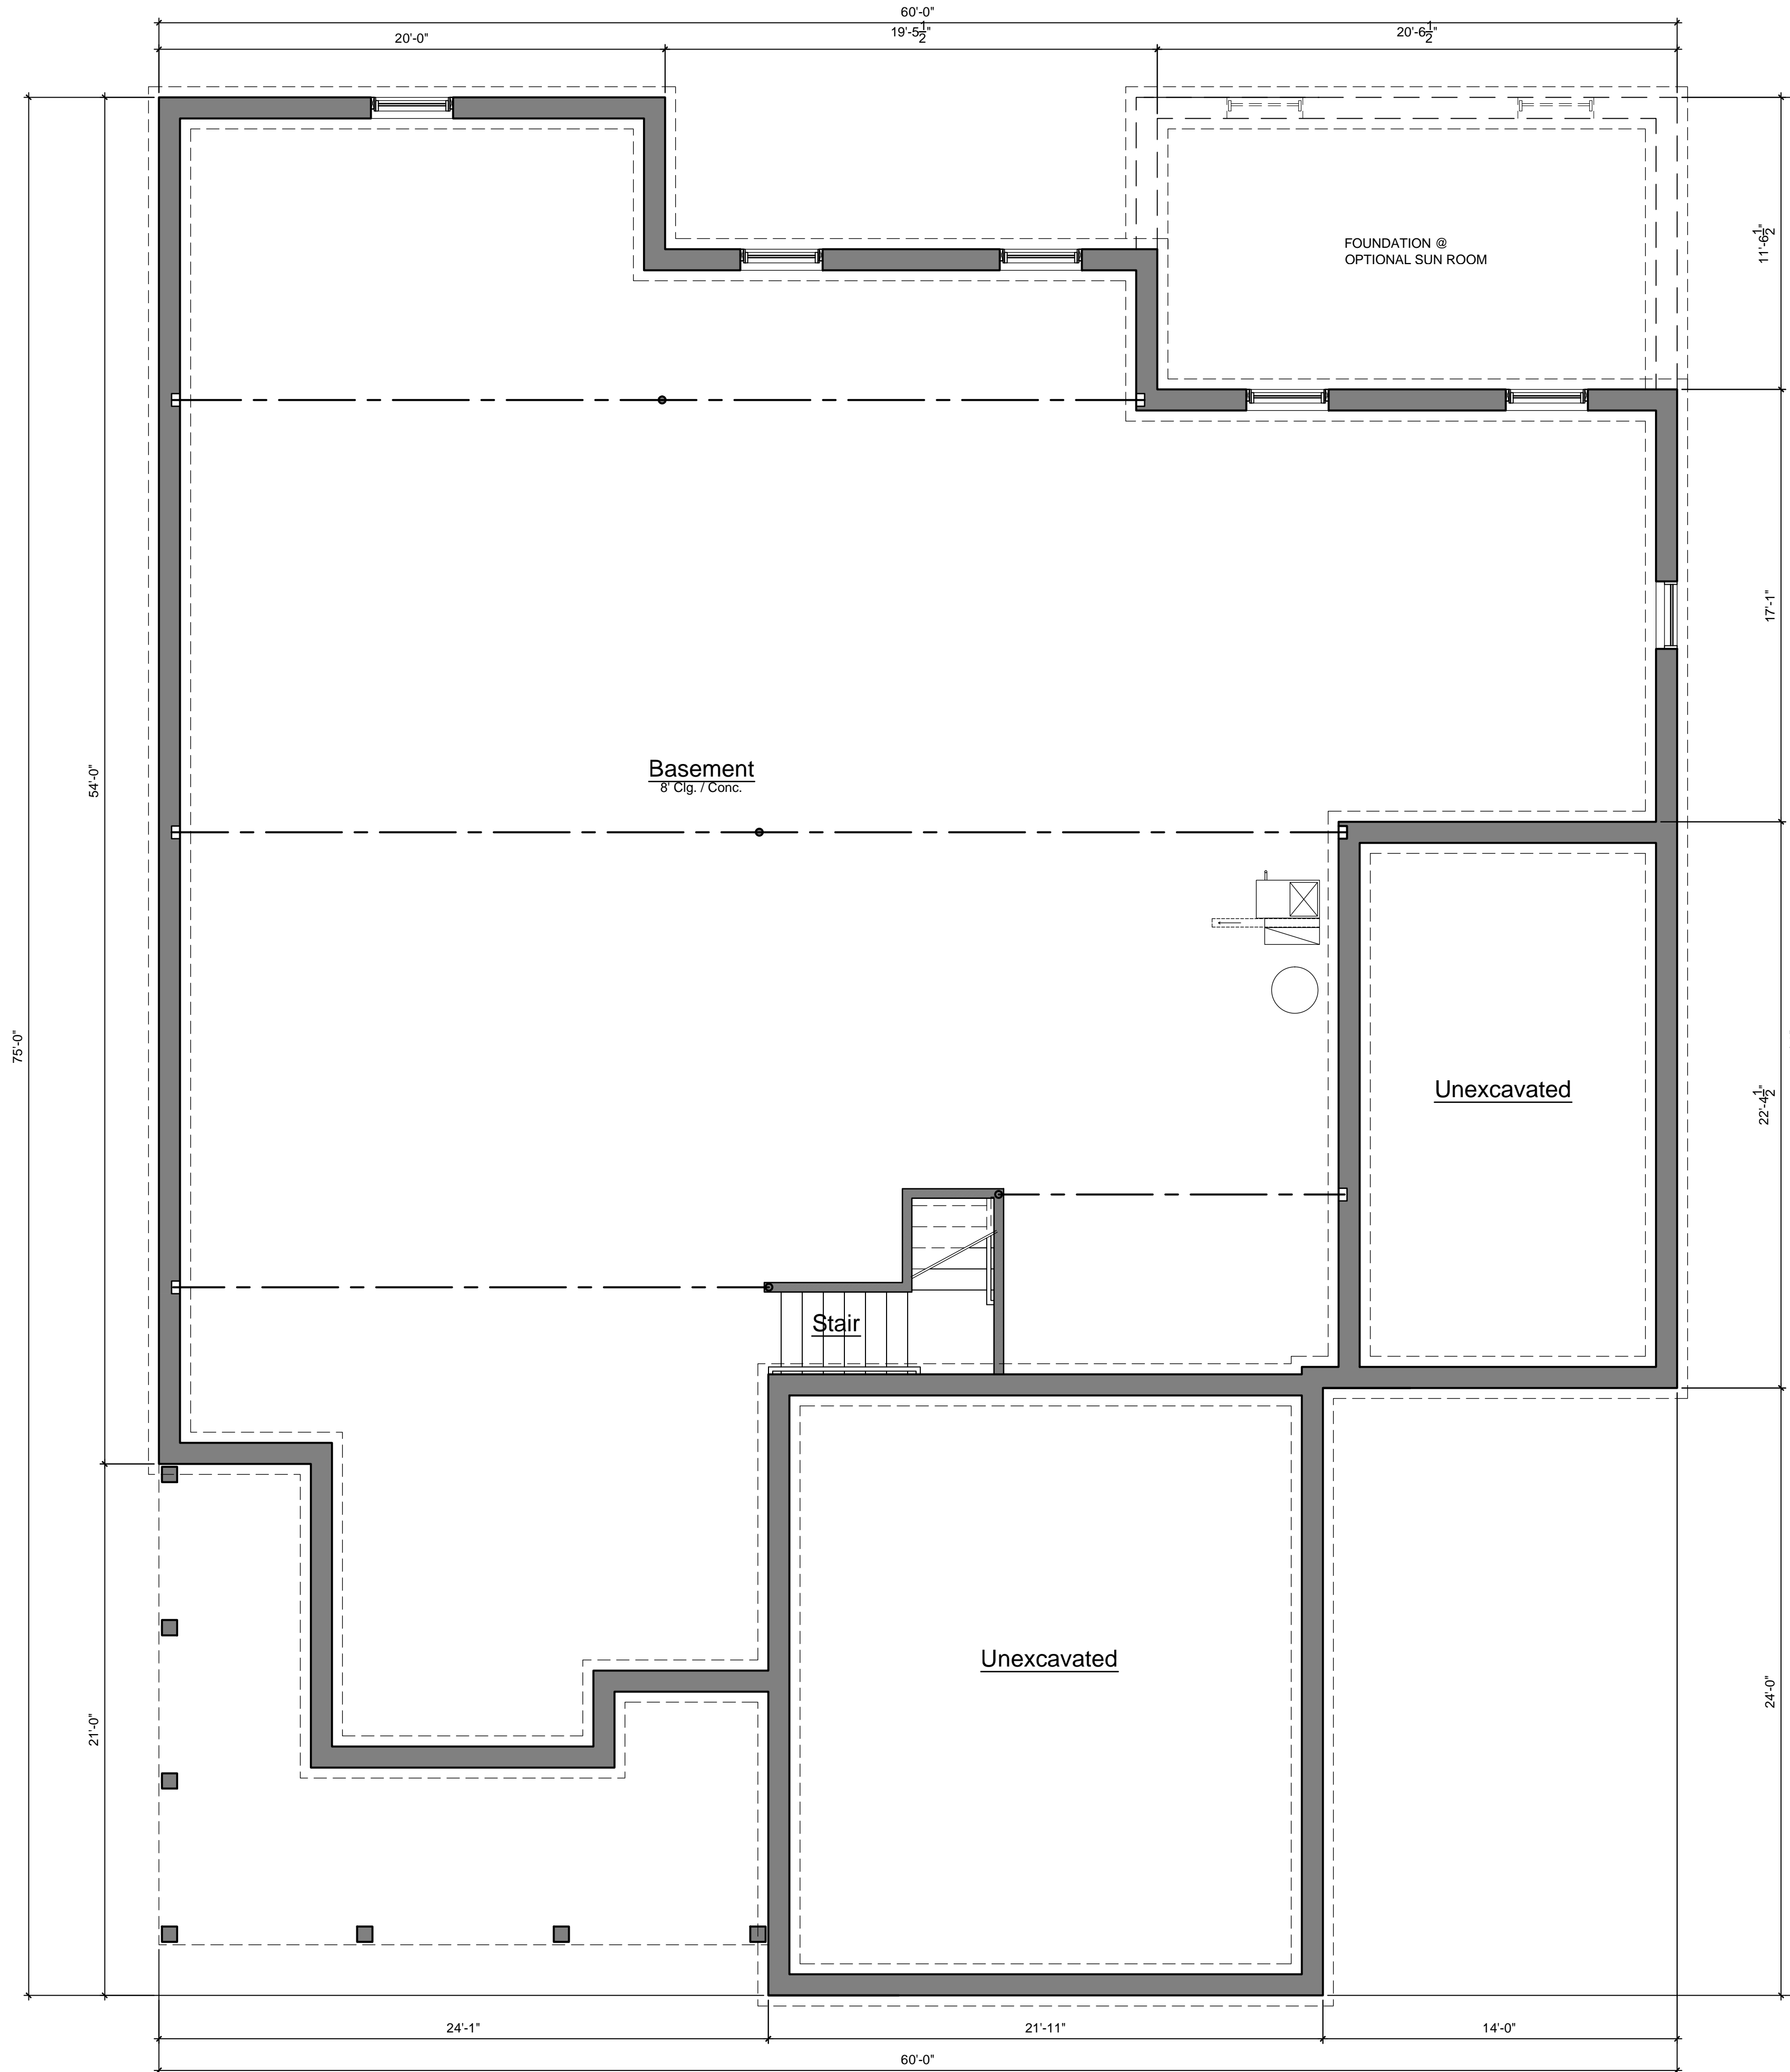 60'-0"
20'-0"
19'-5 1/2"
20'-6 1/2"
FOUNDATION @
OPTIONAL SUN ROOM
11'-6 1/2"
17'-1"
Basement
8' Clg. / Conc.
54'-0"
75'-0"
Unexcavated
22'-4 1/2"
Stair
Unexcavated
21'-0"
24'-0"
24'-1"
21'-11"
14'-0"
60'-0"